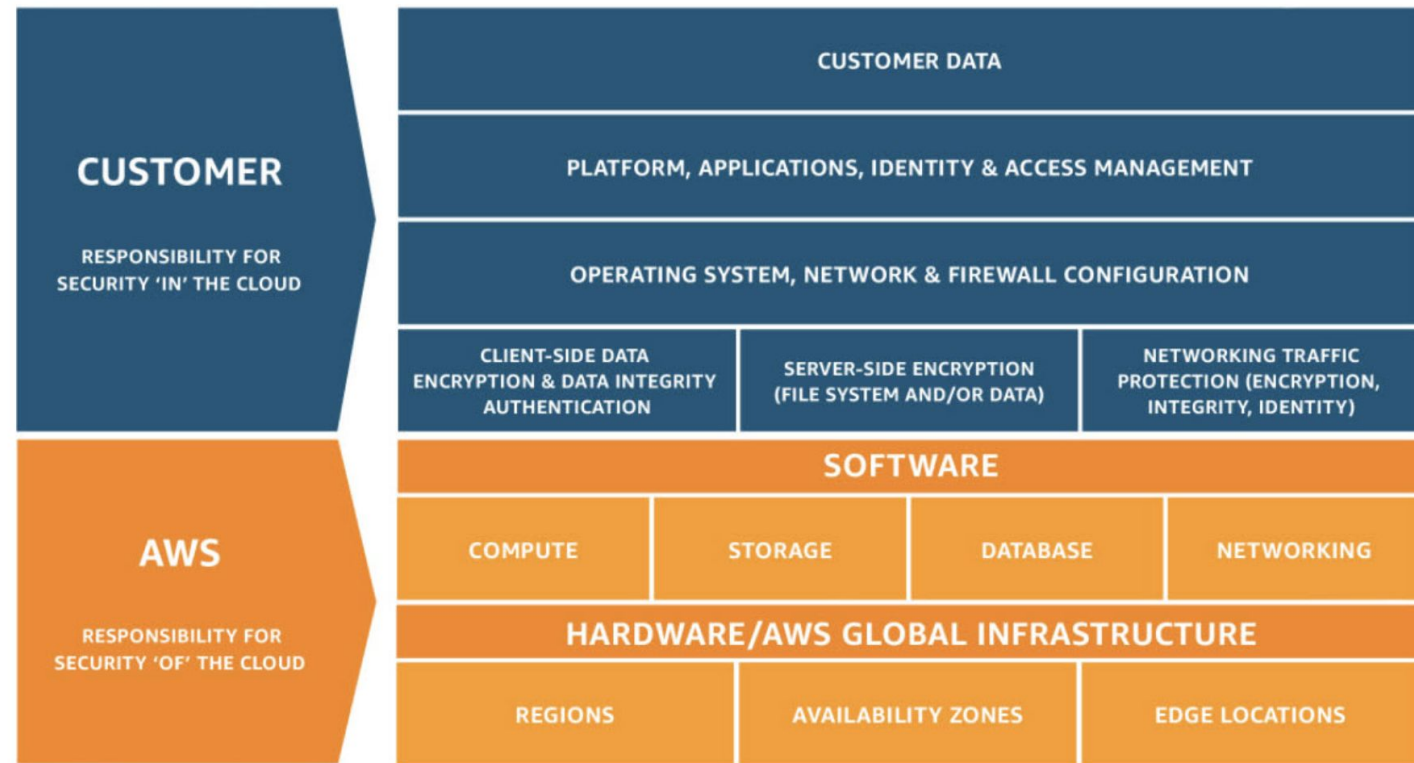 CUSTOMER
RESPONSIBILITY FOR
SECURITY ‘IN’ THE CLOUD
CUSTOMER DATA
PLATFORM, APPLICATIONS, IDENTITY & ACCESS MANAGEMENT
OPERATING SYSTEM, NETWORK & FIREWALL CONFIGURATION
CLIENT-SIDE DATA
ENCRYPTION & DATA INTEGRITY
AUTHENTICATION
SERVER-SIDE ENCRYPTION
(FILE SYSTEM AND/OR DATA)
NETWORKING TRAFFIC
PROTECTION (ENCRYPTION,
INTEGRITY, IDENTITY)
AWS
RESPONSIBILITY FOR
SECURITY ‘OF’ THE CLOUD
SOFTWARE
COMPUTE
STORAGE
DATABASE
NETWORKING
HARDWARE/AWS GLOBAL INFRASTRUCTURE
REGIONS
AVAILABILITY ZONES
EDGE LOCATIONS